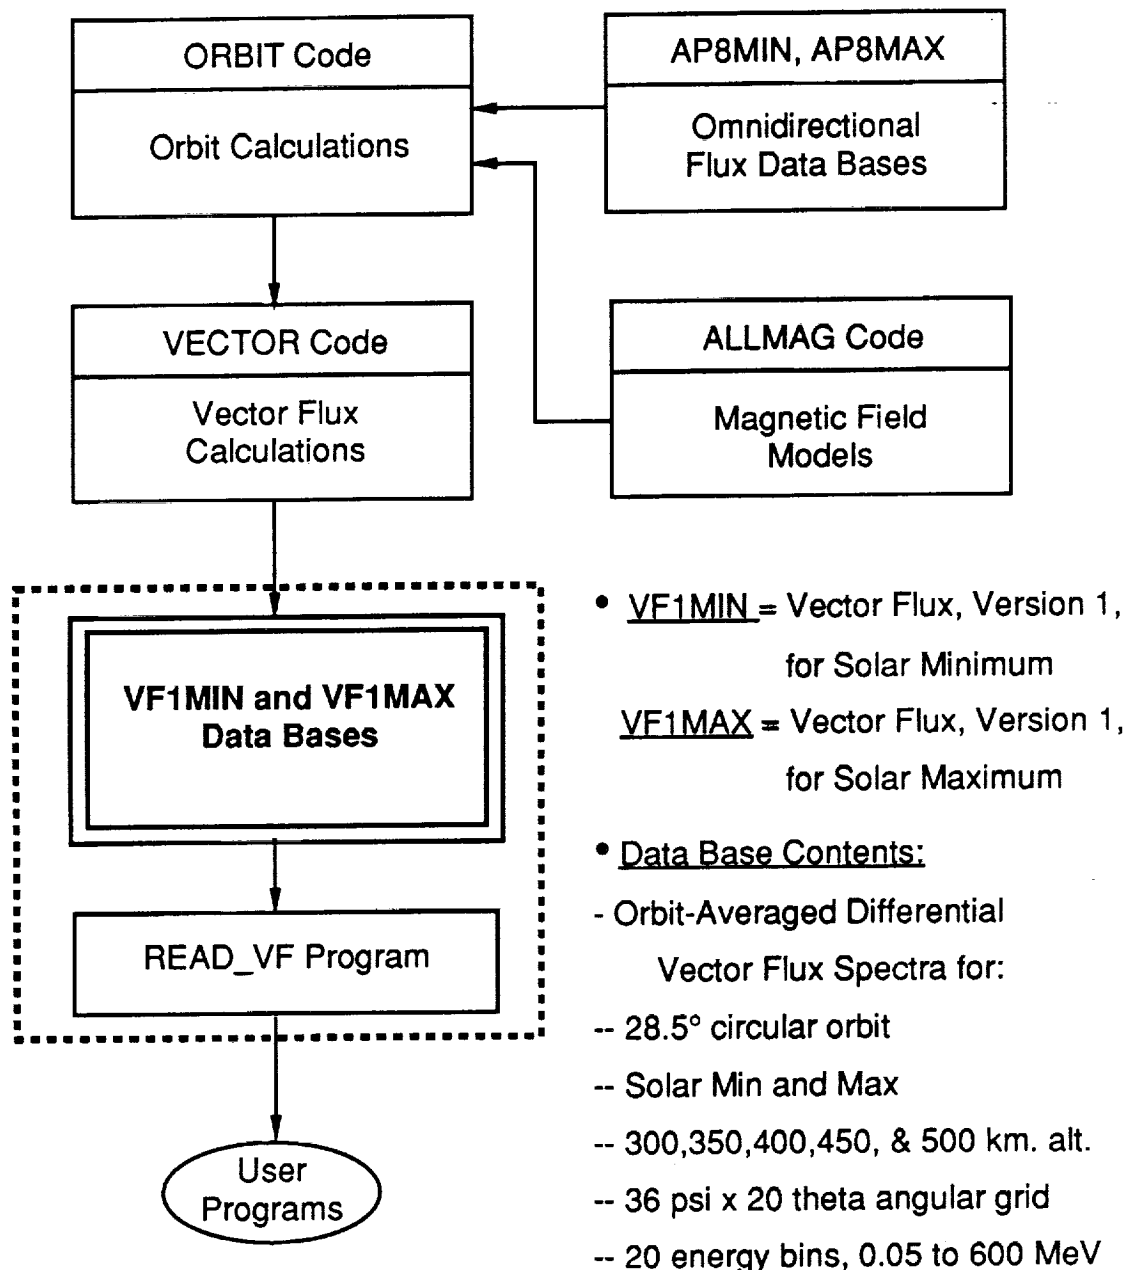 ORBIT Code
Orbit Calculations
AP8MIN, AP8MAX
Omnidirectional
Flux Data Bases
VECTOR Code
Vector Flux
Calculations
ALLMAG Code
Magnetic Field
Models
VF1MIN and VF1MAX
Data Bases
READ_VF Program
User
Programs
• VF1MIN = Vector Flux, Version 1,
for Solar Minimum
VF1MAX = Vector Flux, Version 1,
for Solar Maximum
• Data Base Contents:
- Orbit-Averaged Differential
Vector Flux Spectra for:
-- 28.5° circular orbit
-- Solar Min and Max
-- 300,350,400,450, & 500 km. alt.
-- 36 psi x 20 theta angular grid
-- 20 energy bins, 0.05 to 600 MeV